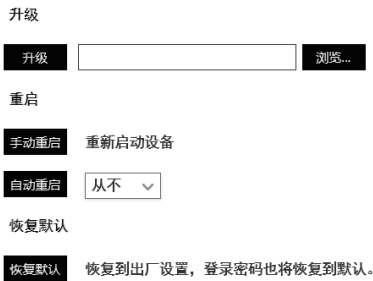 升级
升级 浏览...
重启
手动重启 重新启动设备
自动重启 从不
恢复默认
恢复默认 恢复到出厂设置，登录密码也将恢复到默认。